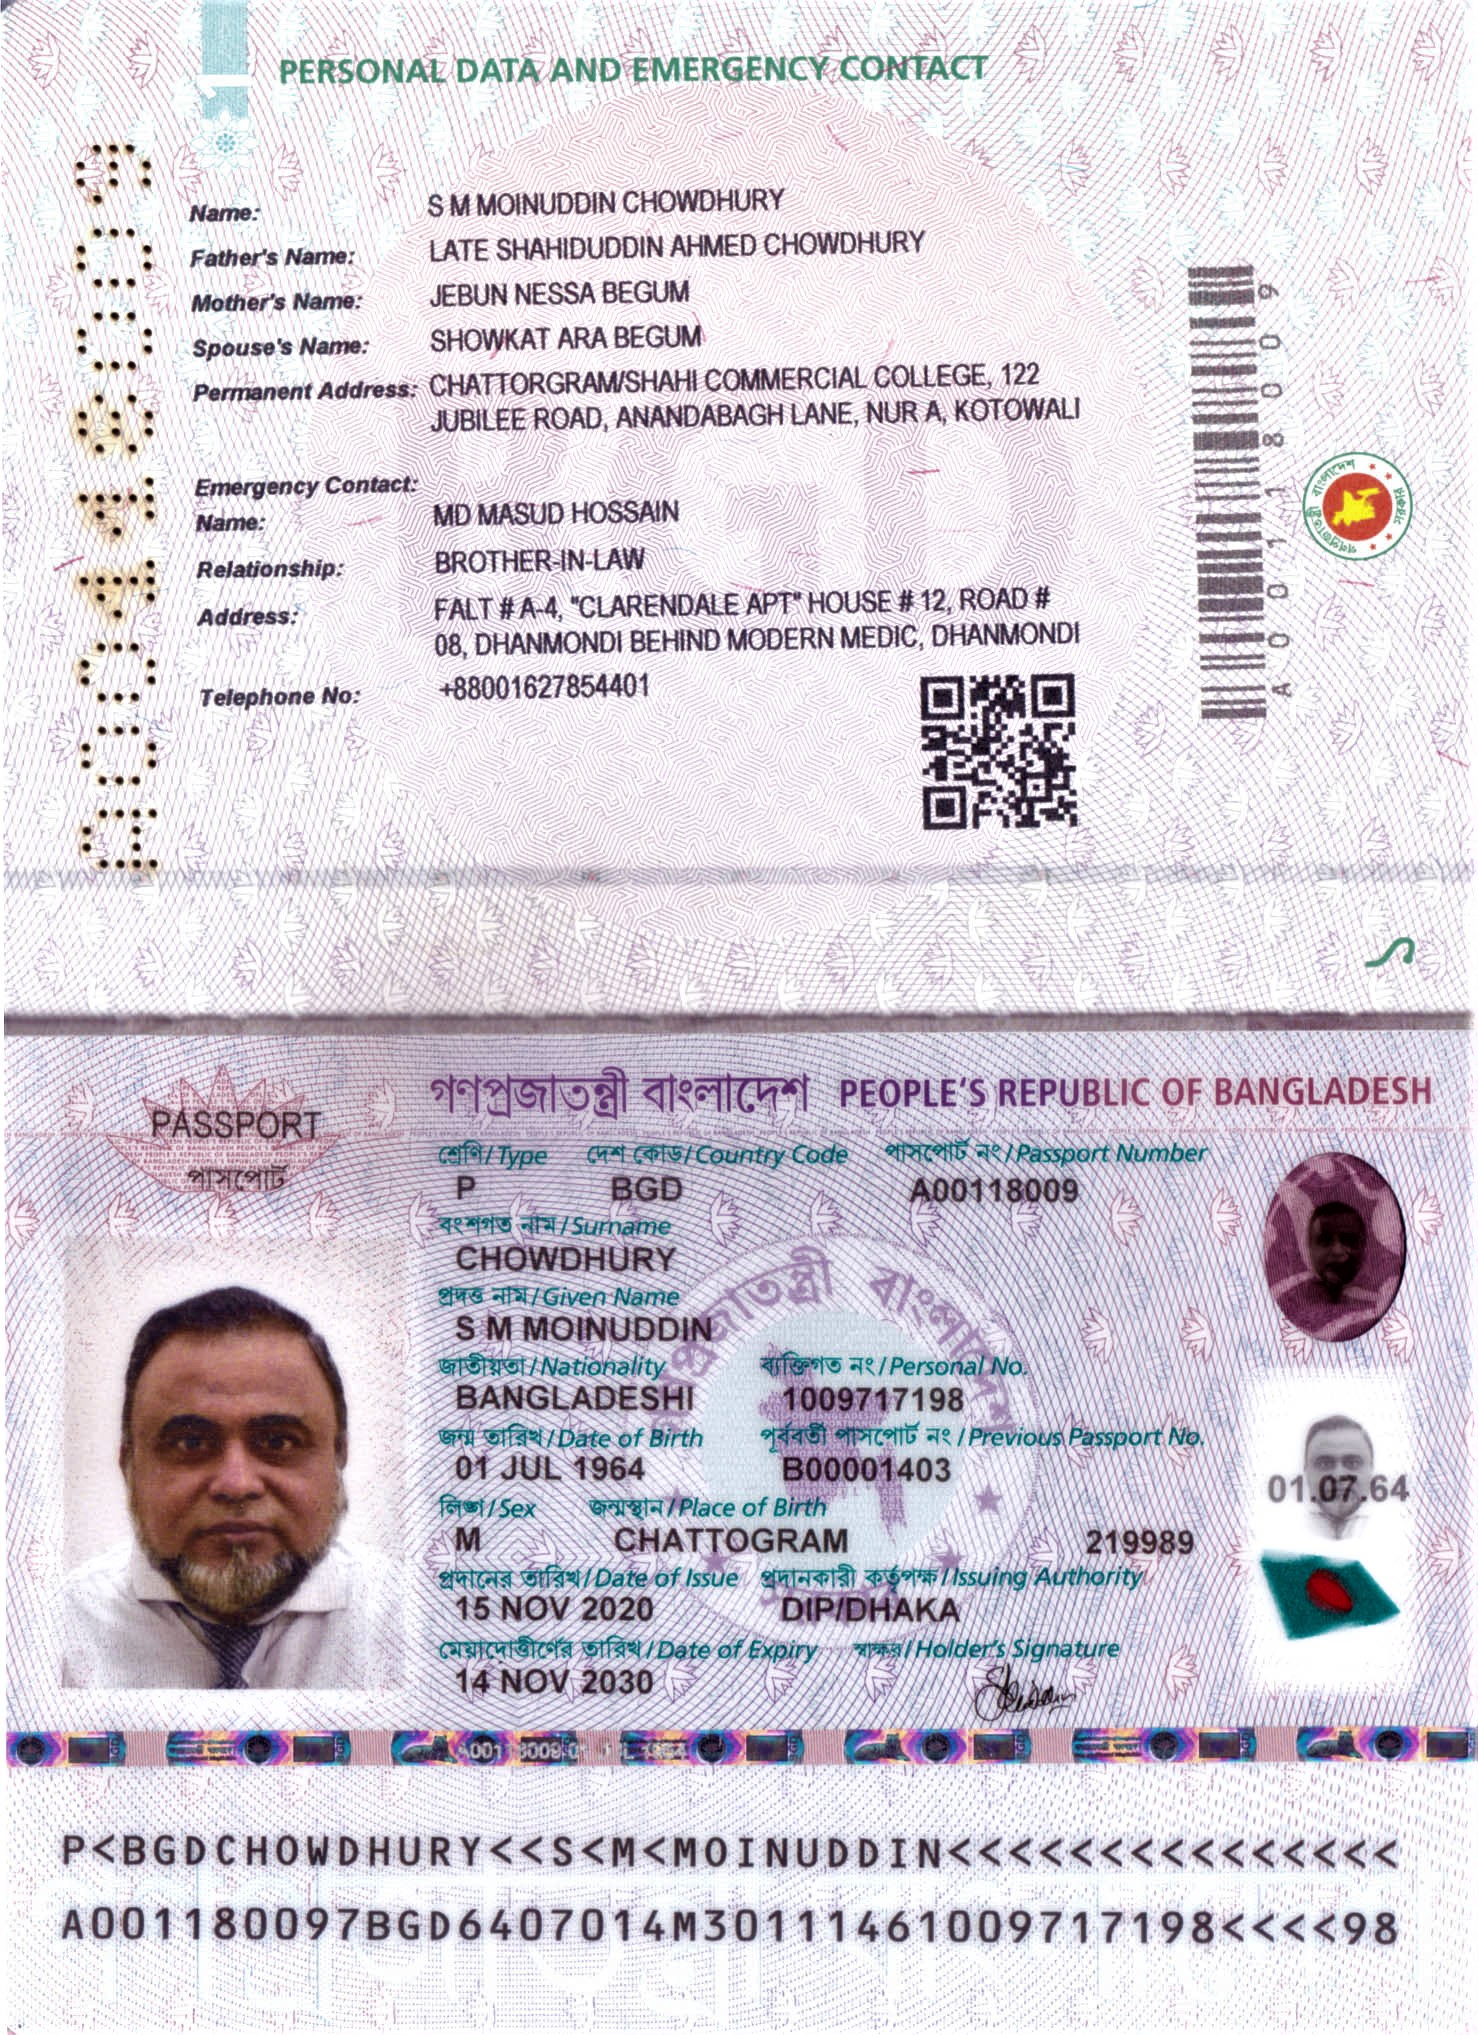 1
PERSONAL DATA AND EMERGENCY CONTACT
Name: S M MOINUDDIN CHOWDHURY
Father's Name: LATE SHAHIDUDDIN AHMED CHOWDHURY
Mother's Name: JEBUN NESSA BEGUM
Spouse's Name: SHOWKAT ARA BEGUM
Permanent Address: CHATTORGRAM/SHAHI COMMERCIAL COLLEGE, 122
JUBILEE ROAD, ANANDABAGH LANE, NUR A, KOTOWALI
Emergency Contact:
Name: MD MASUD HOSSAIN
Relationship: BROTHER-IN-LAW
Address: FALT # A-4, "CLARENDALE APT" HOUSE # 12, ROAD #
08, DHANMONDI BEHIND MODERN MEDIC, DHANMONDI
Telephone No: +88001627854401
A00118009
A00118009
গণপ্রজাতন্ত্রী বাংলাদেশ PEOPLE'S REPUBLIC OF BANGLADESH
PASSPORT
পাসপোর্ট
শ্রেণি/Type দেশ কোড/Country Code পাসপোর্ট নং/Passport Number
P BGD A00118009
বংশগত নাম/Surname
CHOWDHURY
প্রদত্ত নাম/Given Name
S M MOINUDDIN
জাতীয়তা/Nationality ব্যক্তিগত নং/Personal No.
BANGLADESHI 1009717198
জন্ম তারিখ/Date of Birth পূর্ববর্তী পাসপোর্ট নং/Previous Passport No.
01 JUL 1964 B00001403
01.07.64
লিঙ্গ/Sex জন্মস্থান/Place of Birth
M CHATTOGRAM 219989
প্রদানের তারিখ/Date of Issue প্রদানকারী কর্তৃপক্ষ/Issuing Authority
15 NOV 2020 DIP/DHAKA
মেয়াদোত্তীর্ণের তারিখ/Date of Expiry স্বাক্ষর/Holder's Signature
14 NOV 2030
P<BGDCHOWDHURY<<S<M<MOINUDDIN<<<<<<<<<<<<<<<
A001180097BGD6407014M30111461009717198<<<<98